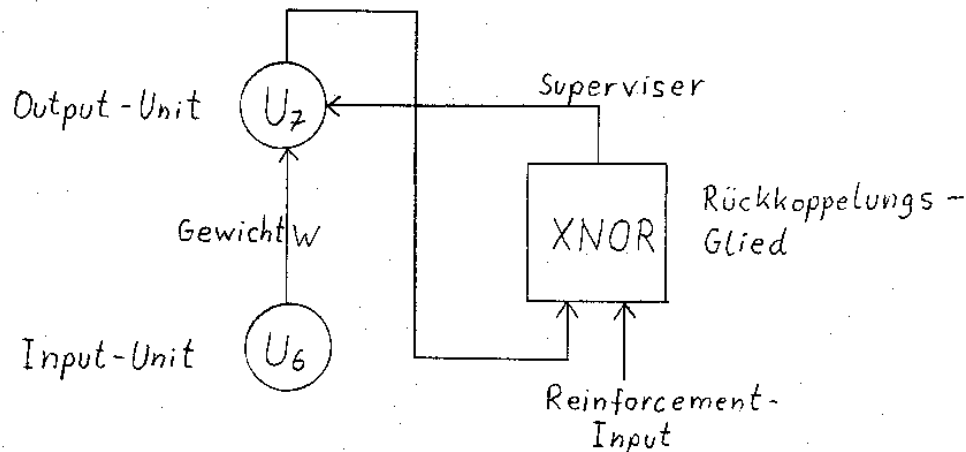 Superviser
Output-Unit
U7
Rückkoppelungs-
Glied
XNOR
Gewicht W
Input-Unit
U6
Reinforcement-
Input